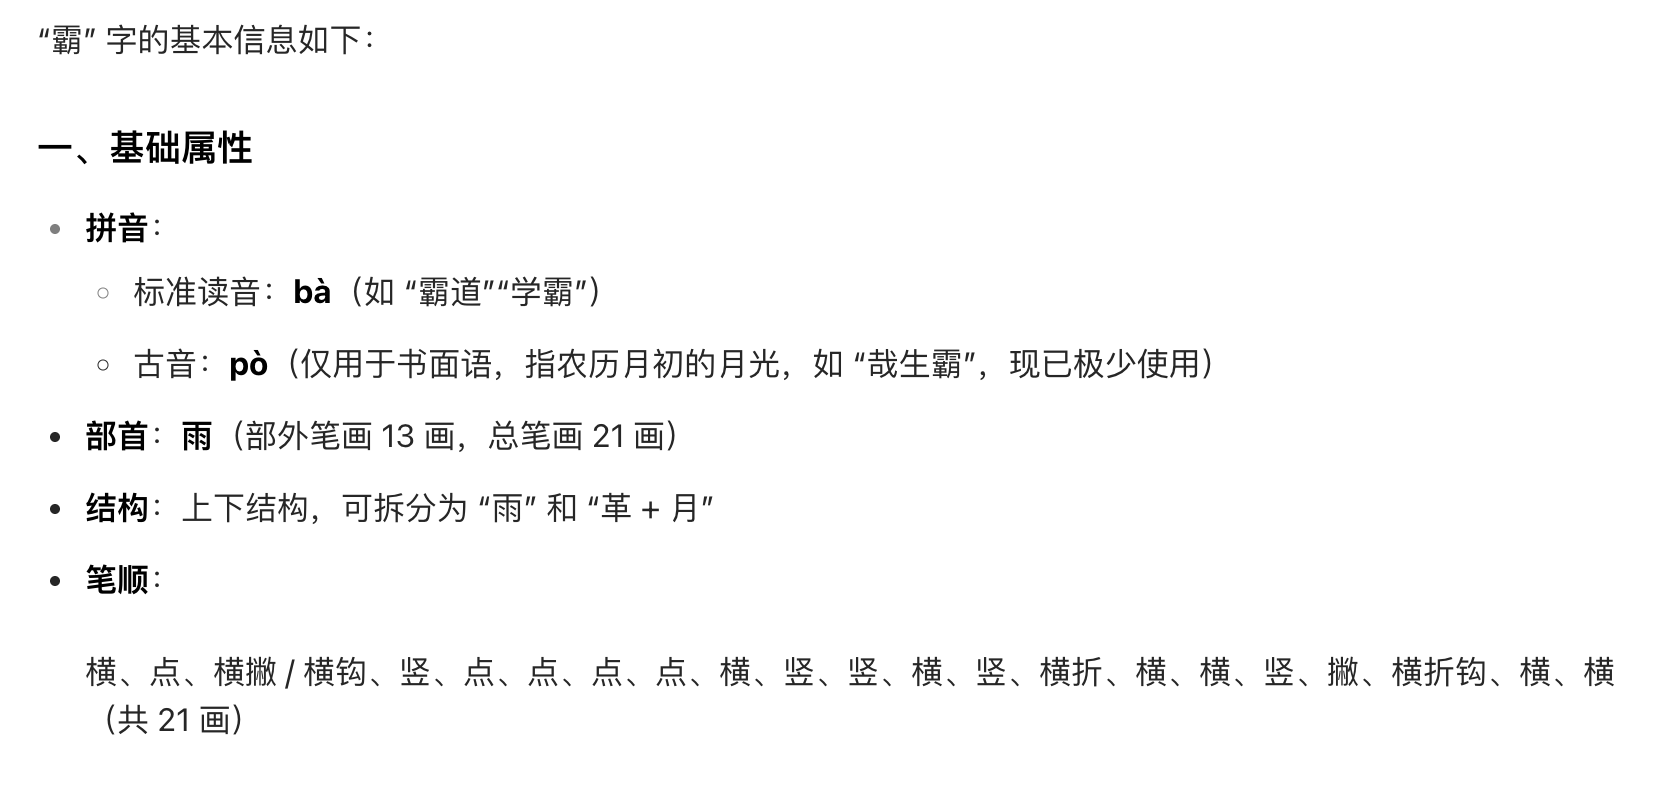 “霸” 字的基本信息如下：
一、基础属性
拼音：
标准读音：bà（如 “霸道”“学霸”）
古音：pò（仅用于书面语，指农历月初的月光，如 “哉生霸”，现已极少使用）
部首：雨（部外笔画 13 画，总笔画 21 画）
结构：上下结构，可拆分为 “雨” 和 “革 + 月”
笔顺：
横、点、横撇 / 横钩、竖、点、点、点、点、横、竖、竖、横、竖、横折、横、横、竖、撇、横折钩、横、横
（共 21 画）